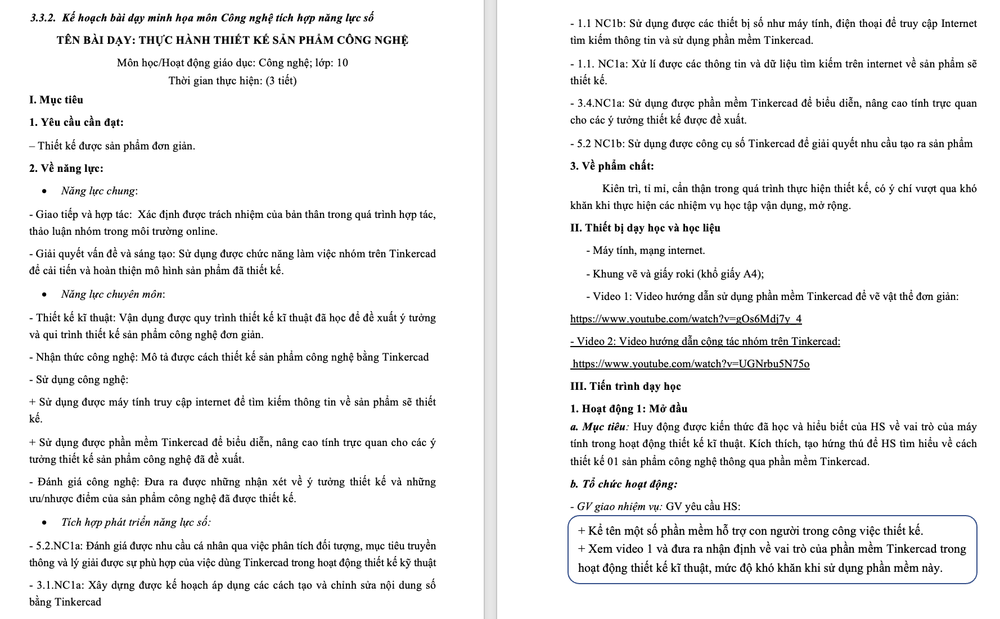 3.3.2. Kế hoạch bài dạy minh họa môn Công nghệ tích hợp năng lực số
TÊN BÀI DẠY: THỰC HÀNH THIẾT KẾ SẢN PHẨM CÔNG NGHỆ
Môn học/Hoạt động giáo dục: Công nghệ; lớp: 10
Thời gian thực hiện: (3 tiết)
I. Mục tiêu
1. Yêu cầu cần đạt:
– Thiết kế được sản phẩm đơn giản.
2. Về năng lực:
• Năng lực chung:
- Giao tiếp và hợp tác: Xác định được trách nhiệm của bản thân trong quá trình hợp tác,
thảo luận nhóm trong môi trường online.
- Giải quyết vấn đề và sáng tạo: Sử dụng được chức năng làm việc nhóm trên Tinkercad
để cải tiến và hoàn thiện mô hình sản phẩm đã thiết kế.
• Năng lực chuyên môn:
- Thiết kế kĩ thuật: Vận dụng được quy trình thiết kế kĩ thuật đã học để đề xuất ý tưởng
và qui trình thiết kế sản phẩm công nghệ đơn giản.
- Nhận thức công nghệ: Mô tả được cách thiết kế sản phẩm công nghệ bằng Tinkercad
- Sử dụng công nghệ:
+ Sử dụng được máy tính truy cập internet để tìm kiếm thông tin về sản phẩm sẽ thiết
kế.
+ Sử dụng được phần mềm Tinkercad để biểu diễn, nâng cao tính trực quan cho các ý
tưởng thiết kế sản phẩm công nghệ đã đề xuất.
- Đánh giá công nghệ: Đưa ra được những nhận xét về ý tưởng thiết kế và những
ưu/nhược điểm của sản phẩm công nghệ đã được thiết kế.
• Tích hợp phát triển năng lực số:
- 5.2.NC1a: Đánh giá được nhu cầu cá nhân qua việc phân tích đối tượng, mục tiêu truyền
thông và lý giải được sự phù hợp của việc dùng Tinkercad trong hoạt động thiết kế kỹ thuật
- 3.1.NC1a: Xây dựng được kế hoạch áp dụng các cách tạo và chỉnh sửa nội dung số
bằng Tinkercad
- 1.1 NC1b: Sử dụng được các thiết bị số như máy tính, điện thoại để truy cập Internet
tìm kiếm thông tin và sử dụng phần mềm Tinkercad.
- 1.1. NC1a: Xử lí được các thông tin và dữ liệu tìm kiếm trên internet về sản phẩm sẽ
thiết kế.
- 3.4.NC1a: Sử dụng được phần mềm Tinkercad để biểu diễn, nâng cao tính trực quan
cho các ý tưởng thiết kế được đề xuất.
- 5.2 NC1b: Sử dụng được công cụ số Tinkercad để giải quyết nhu cầu tạo ra sản phẩm
3. Về phẩm chất:
Kiên trì, tỉ mỉ, cẩn thận trong quá trình thực hiện thiết kế, có ý chí vượt qua khó
khăn khi thực hiện các nhiệm vụ học tập vận dụng, mở rộng.
II. Thiết bị dạy học và học liệu
- Máy tính, mạng internet.
- Khung vẽ và giấy roki (khổ giấy A4);
- Video 1: Video hướng dẫn sử dụng phần mềm Tinkercad để vẽ vật thể đơn giản:
https://www.youtube.com/watch?v=gOs6Mdj7y_4
- Video 2: Video hướng dẫn cộng tác nhóm trên Tinkercad:
https://www.youtube.com/watch?v=UGNrbu5N75o
III. Tiến trình dạy học
1. Hoạt động 1: Mở đầu
a. Mục tiêu: Huy động được kiến thức đã học và hiểu biết của HS về vai trò của máy
tính trong hoạt động thiết kế kĩ thuật. Kích thích, tạo hứng thú để HS tìm hiểu về cách
thiết kế 01 sản phẩm công nghệ thông qua phần mềm Tinkercad.
b. Tổ chức hoạt động:
- GV giao nhiệm vụ: GV yêu cầu HS:
+ Kể tên một số phần mềm hỗ trợ con người trong công việc thiết kế.
+ Xem video 1 và đưa ra nhận định về vai trò của phần mềm Tinkercad trong
hoạt động thiết kế kĩ thuật, mức độ khó khăn khi sử dụng phần mềm này.